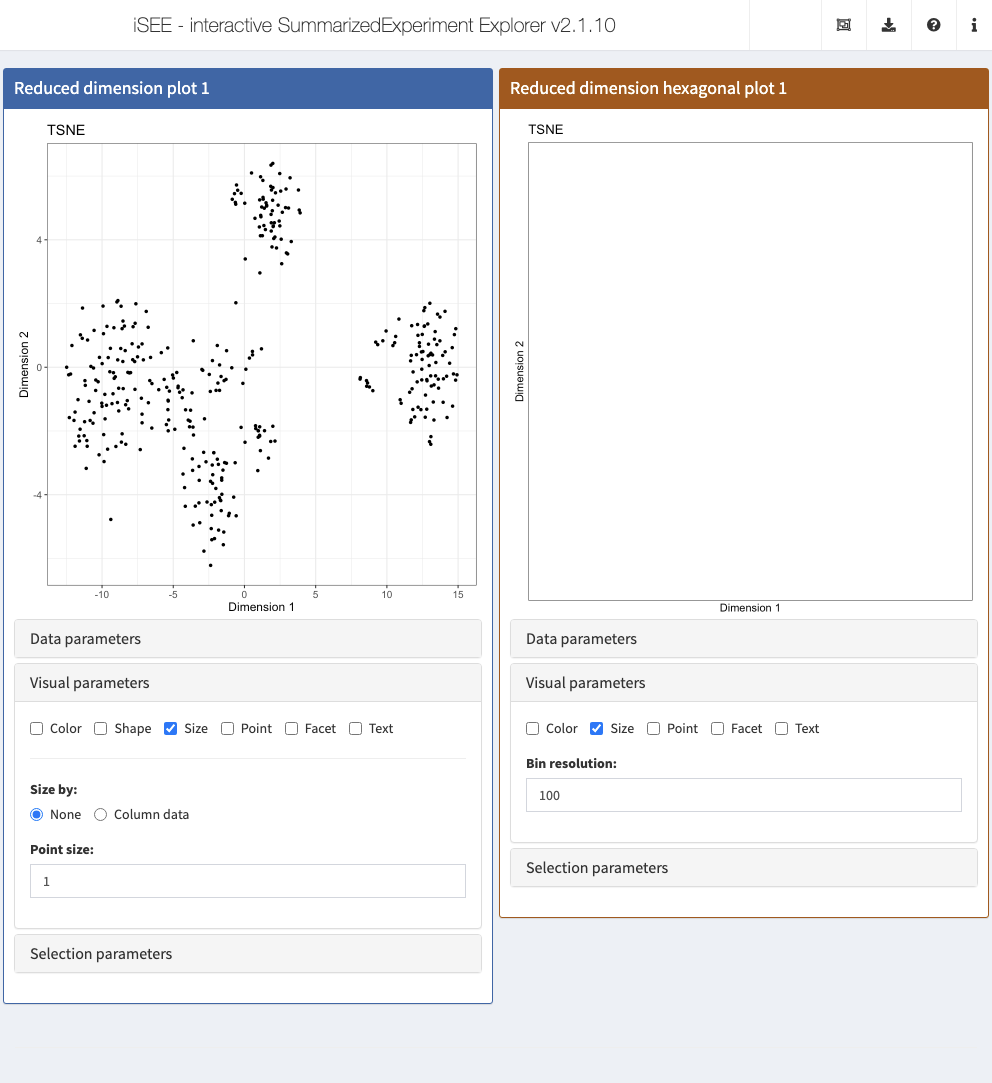 iSEE - interactive SummarizedExperiment Explorer v2.1.10
Reduced dimension plot 1
TSNE
4
0
-4
Dimension 2
-10 -5 0 5 10 15
Dimension 1
Data parameters
Visual parameters
Color Shape Size Point Facet Text
Size by:
None Column data
Point size:
1
Selection parameters
Reduced dimension hexagonal plot 1
TSNE
Dimension 2
Dimension 1
Data parameters
Visual parameters
Color Size Point Facet Text
Bin resolution:
100
Selection parameters